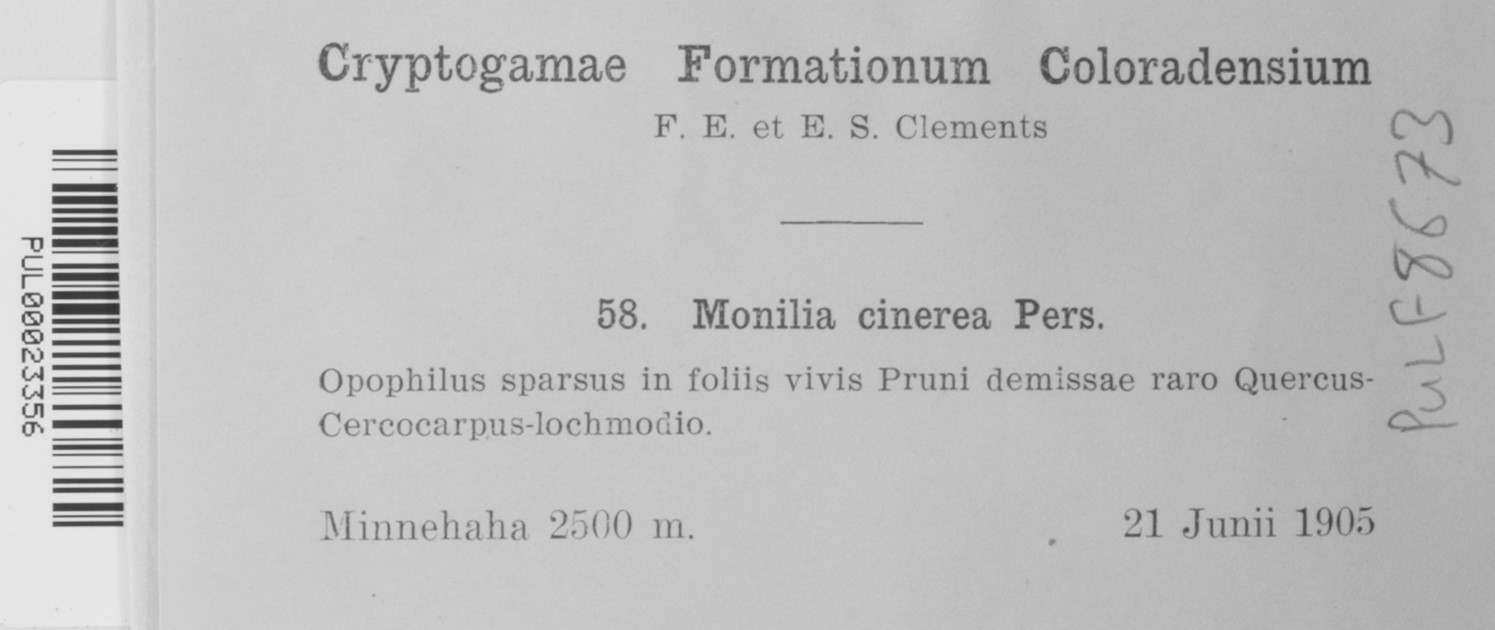 Cryptogamae Formationum Coloradensium
F. E. et E. S. Clements
58. Monilia cinerea Pers.
Opophilus sparsus in foliis vivis Pruni demissae raro Quercus-
Cercocarpus-lochmodio.
Minnehaha 2500 m. 21 Junii 1905
PUL00023356
PUL F8673